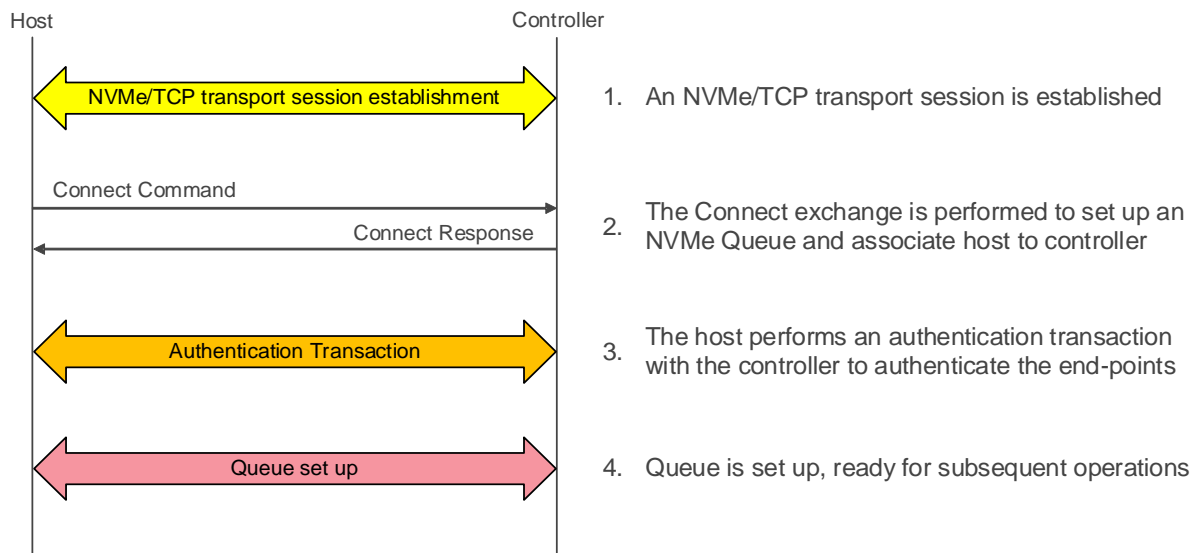 Host
Controller
NVMe/TCP transport session establishment
1. An NVMe/TCP transport session is established
Connect Command
Connect Response
2. The Connect exchange is performed to set up an
NVMe Queue and associate host to controller
Authentication Transaction
3. The host performs an authentication transaction
with the controller to authenticate the end-points
Queue set up
4. Queue is set up, ready for subsequent operations